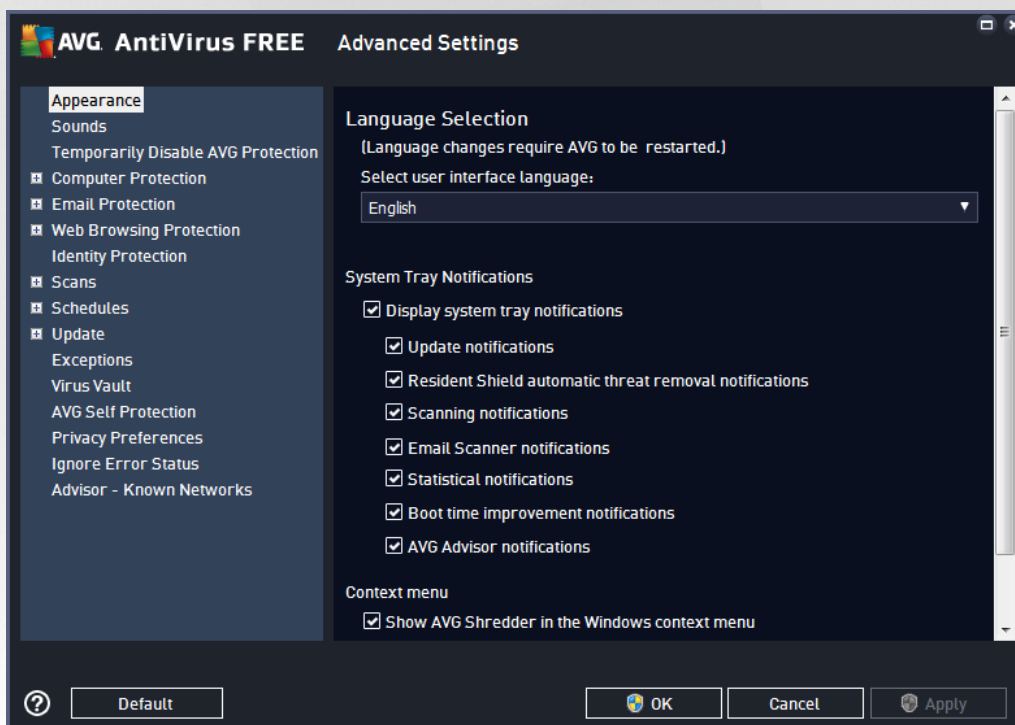 AVG. AntiVirus FREE Advanced Settings
Appearance
Sounds
Temporarily Disable AVG Protection
Computer Protection
Email Protection
Web Browsing Protection
Identity Protection
Scans
Schedules
Update
Exceptions
Virus Vault
AVG Self Protection
Privacy Preferences
Ignore Error Status
Advisor - Known Networks
Language Selection
(Language changes require AVG to be restarted.)
Select user interface language:
English
System Tray Notifications
Display system tray notifications
Update notifications
Resident Shield automatic threat removal notifications
Scanning notifications
Email Scanner notifications
Statistical notifications
Boot time improvement notifications
AVG Advisor notifications
Context menu
Show AVG Shredder in the Windows context menu
? Default OK Cancel Apply